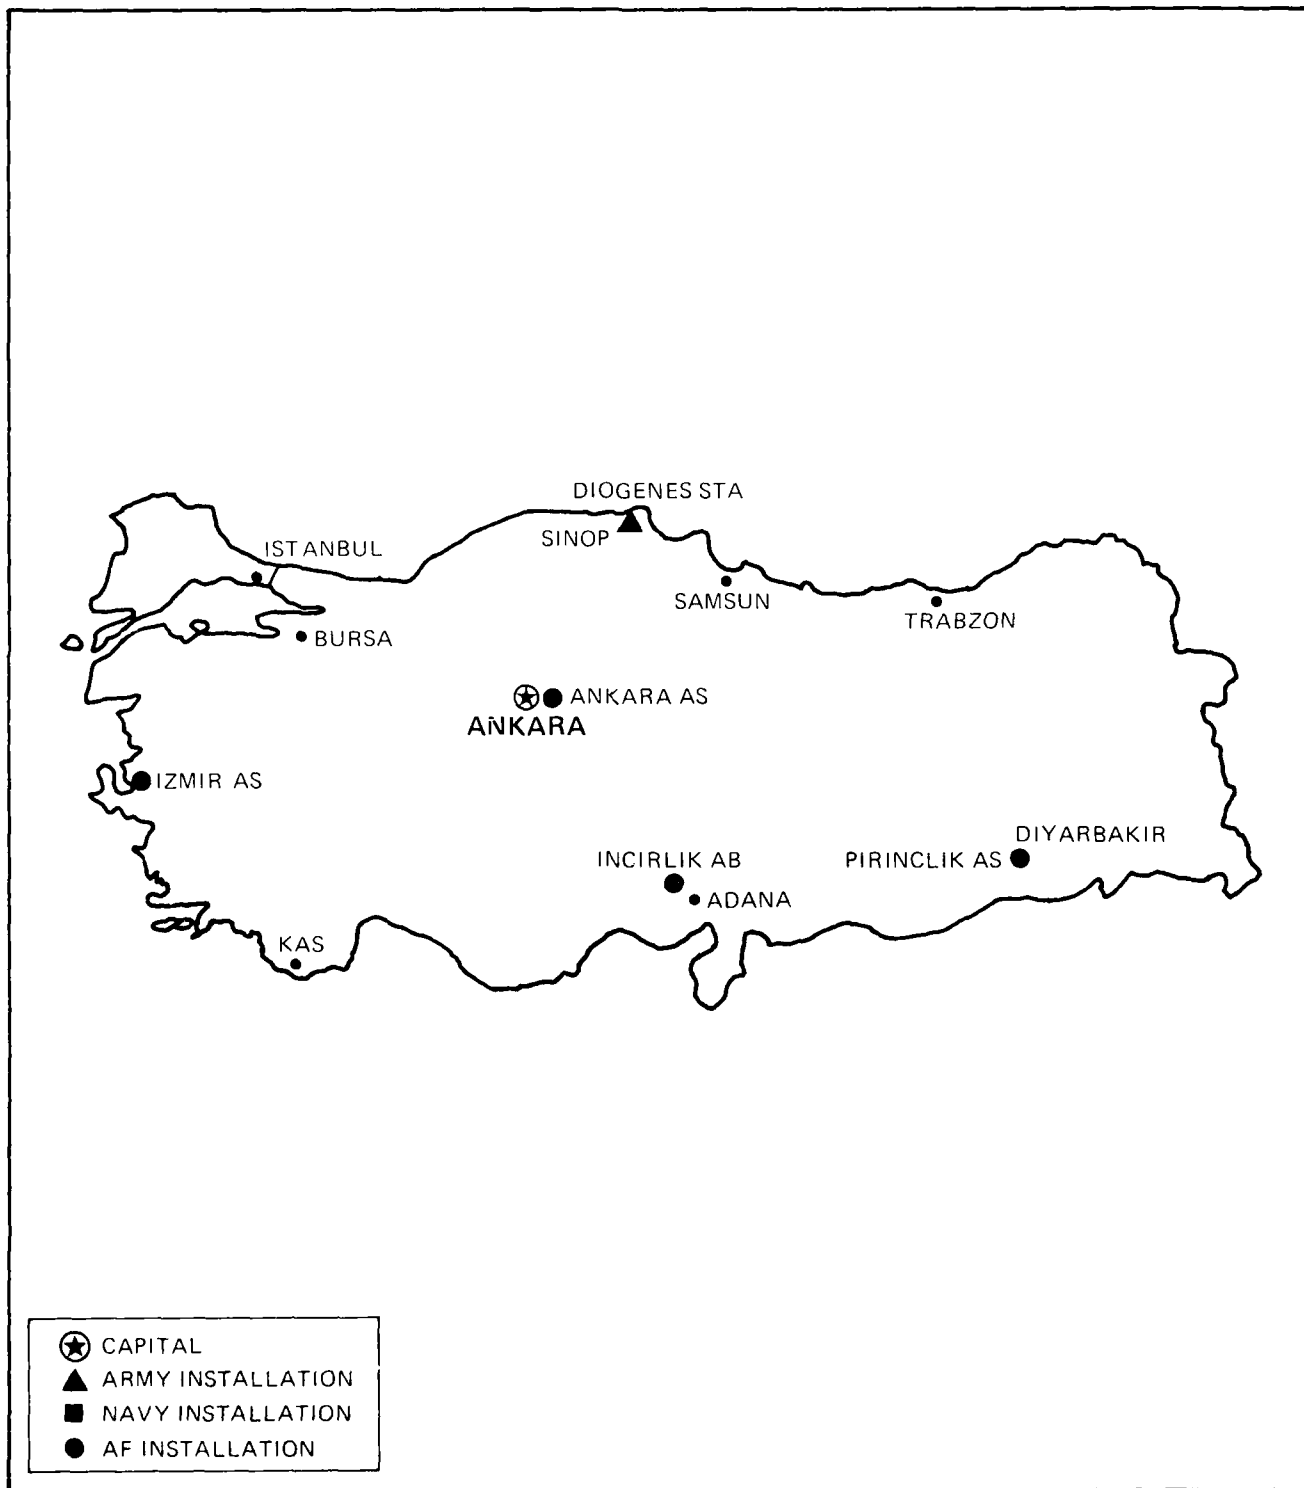 DIOGENES STA
SINOP
ISTANBUL
SAMSUN
TRABZON
BURSA
ANKARA AS
ANKARA
IZMIR AS
DIYARBAKIR
INCIRLIK AB
PIRINCLIK AS
ADANA
KAS
CAPITAL
ARMY INSTALLATION
NAVY INSTALLATION
AF INSTALLATION